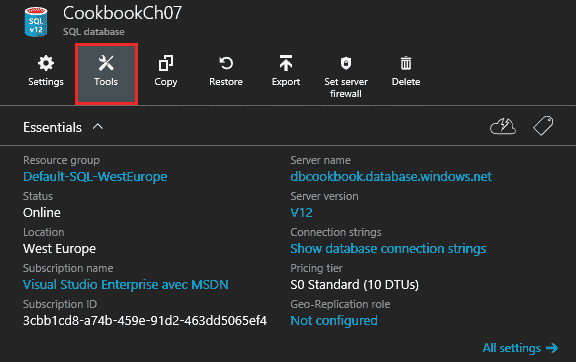 CookbookCh07
SQL database
SQL
v12
Settings
Tools
Copy
Restore
Export
Set server
firewall
Delete
Essentials
Resource group
Default-SQL-WestEurope
Status
Online
Location
West Europe
Subscription name
Visual Studio Enterprise avec MSDN
Subscription ID
3cbb1cd8-a74b-459e-91d2-463dd5065ef4
Server name
dbcookbook.database.windows.net
Server version
V12
Connection strings
Show database connection strings
Pricing tier
S0 Standard (10 DTUs)
Geo-Replication role
Not configured
All settings